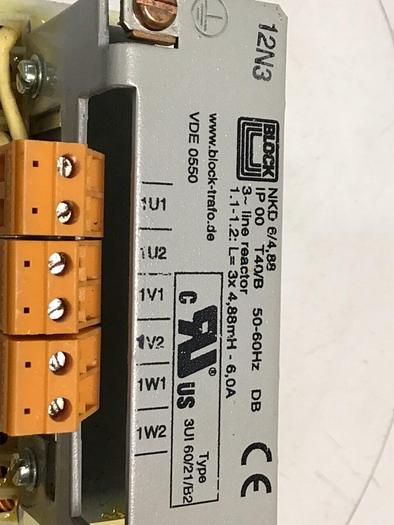 12N3
BLOCK
NKD 6/4,88
IP 00 T40/B 50-60Hz DB
3~ line reactor
1.1-1.2: L= 3x 4,88mH - 6,0A
www.block-trafo.de
VDE 0550
1U1
1U2
1V1
1V2
1W1
1W2
c UL US ®
Type
3UI 60/21/B2
CE